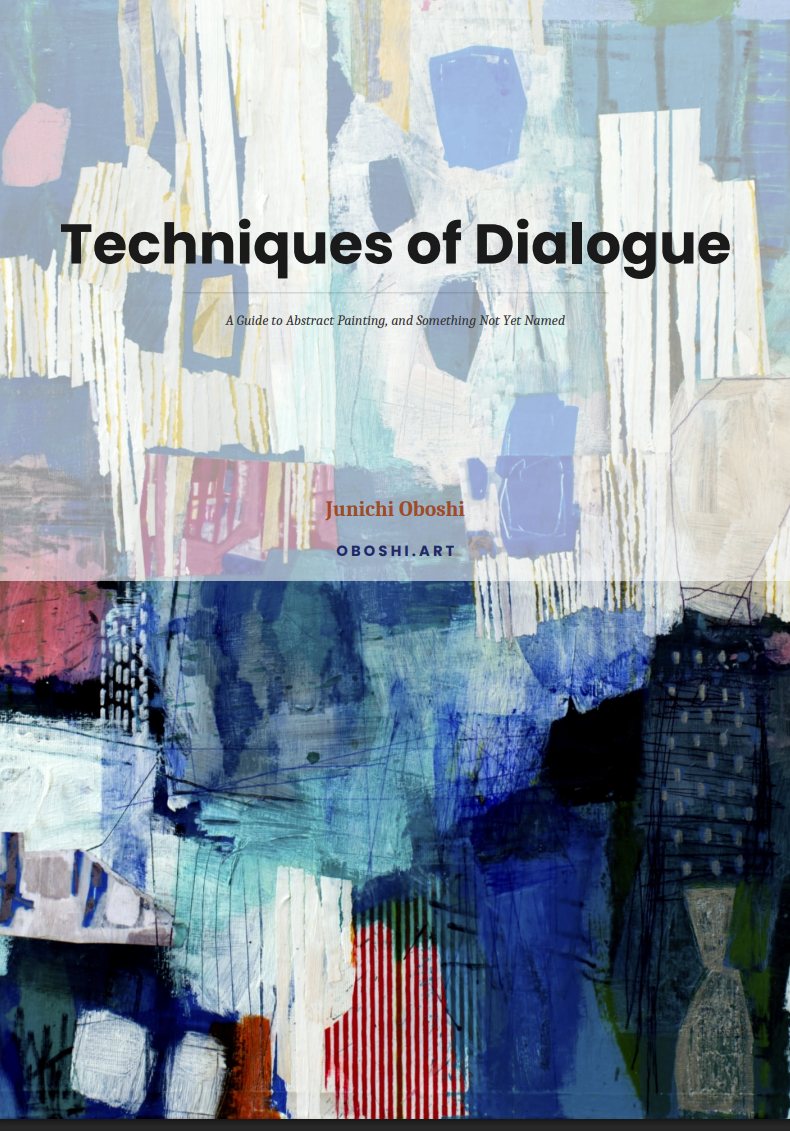 Techniques of Dialogue
A Guide to Abstract Painting, and Something Not Yet Named
Junichi Oboshi
OBOSHI.ART